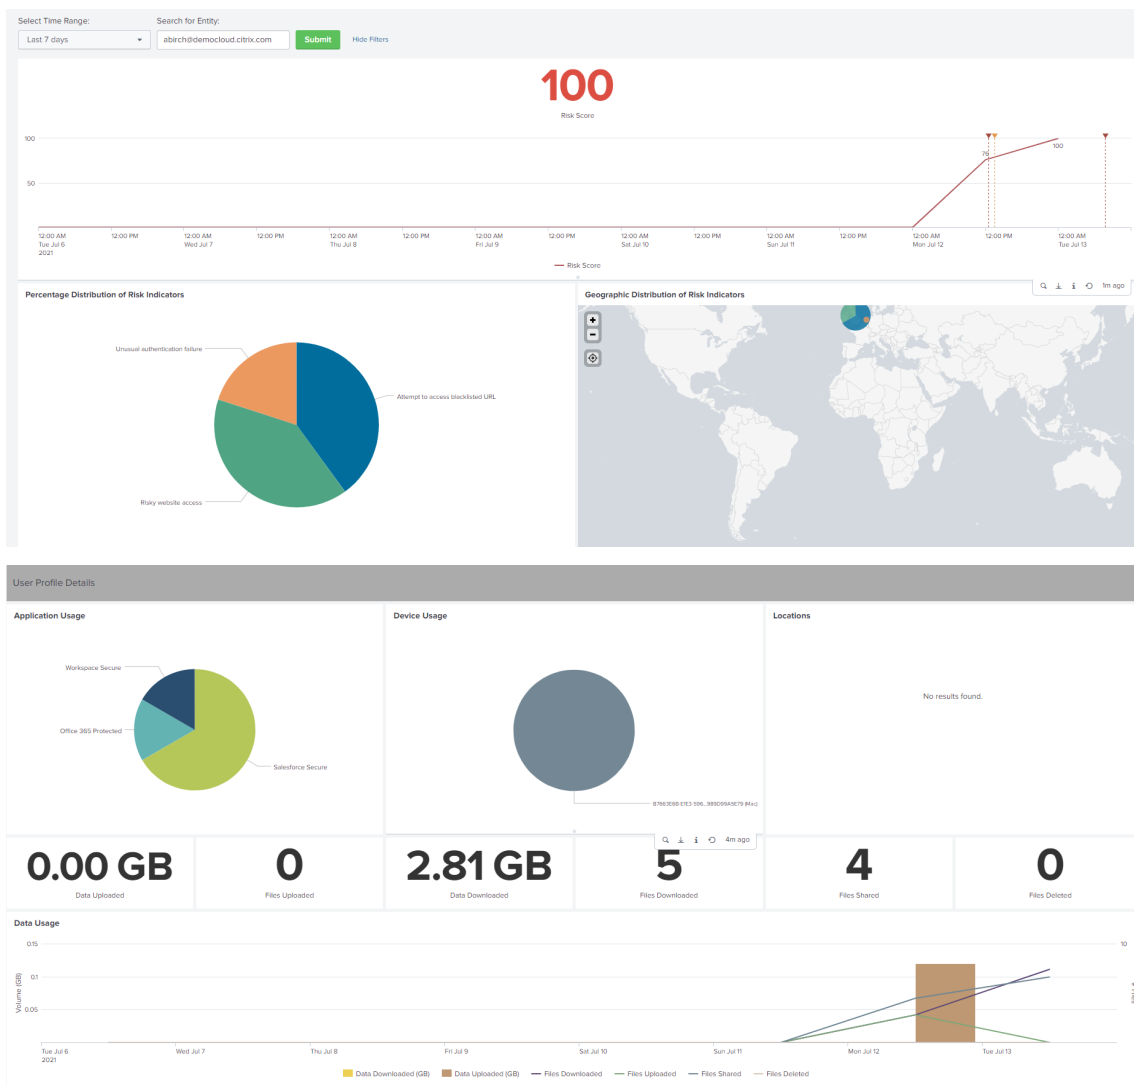 Select Time Range:
Search for Entity:
Last 7 days
abirch@democloud.citrix.com
Submit
Hide Filters
100
Risk Score
100
50
76
100
12:00 AM
Tue Jul 6
2021
12:00 PM
12:00 AM
Wed Jul 7
12:00 PM
12:00 AM
Thu Jul 8
12:00 PM
12:00 AM
Fri Jul 9
12:00 PM
12:00 AM
Sat Jul 10
12:00 PM
12:00 AM
Sun Jul 11
12:00 PM
12:00 AM
Mon Jul 12
12:00 PM
12:00 AM
Tue Jul 13
Risk Score
1m ago
Percentage Distribution of Risk Indicators
Unusual authentication failure
Attempt to access blacklisted URL
Risky website access
Geographic Distribution of Risk Indicators
User Profile Details
Application Usage
Workspace Secure
Office 365 Protected
Salesforce Secure
Device Usage
4m ago
Locations
No results found.
0.00 GB
Data Uploaded
0
Files Uploaded
2.81 GB
Data Downloaded
5
Files Downloaded
4
Files Shared
0
Files Deleted
Data Usage
Volume (GB)
0.15
0.1
0.05
10
Tue Jul 6
2021
Wed Jul 7
Thu Jul 8
Fri Jul 9
Sat Jul 10
Sun Jul 11
Mon Jul 12
Tue Jul 13
Data Downloaded (GB)
Data Uploaded (GB)
Files Downloaded
Files Uploaded
Files Shared
Files Deleted